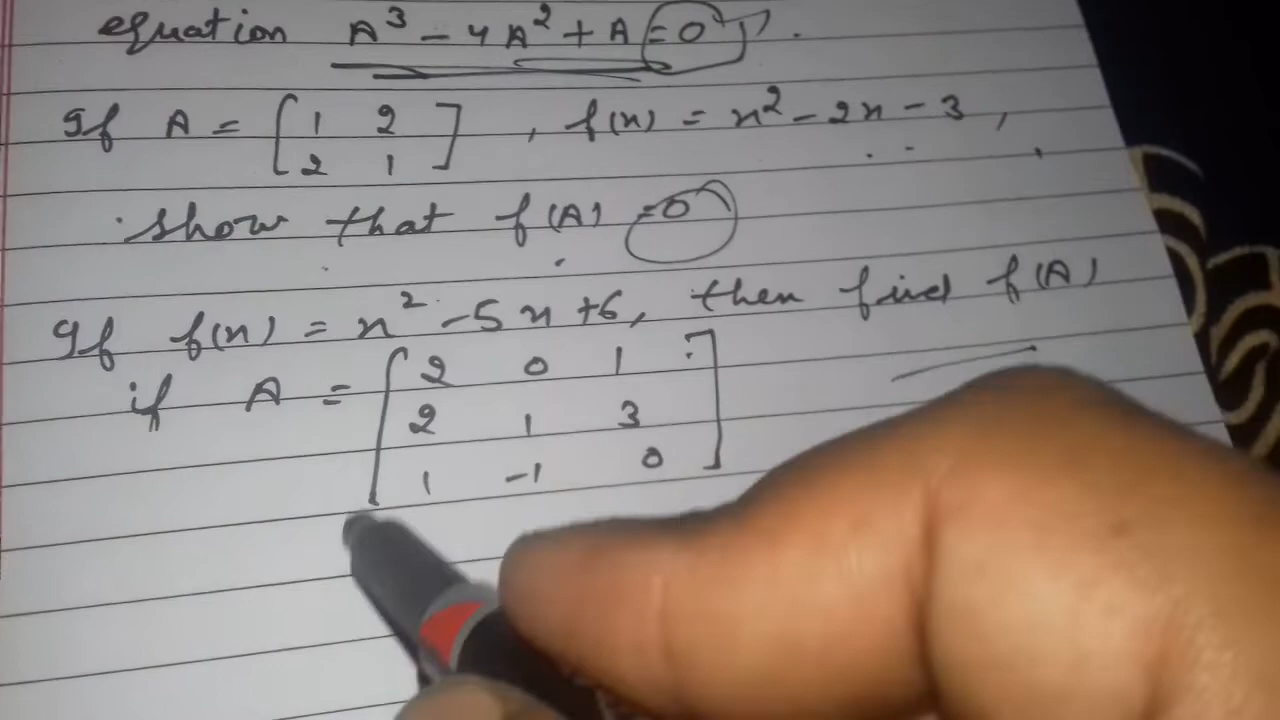 equation A³ - 4A² + A = 0
If A = [ 1 2 ] , f(x) = x² - 2x - 3 ,
2 1
show that f(A) = 0
If f(x) = x² - 5x + 6, then find f(A)
if A = [ 2 0 1 ]
2 1 3
1 -1 0